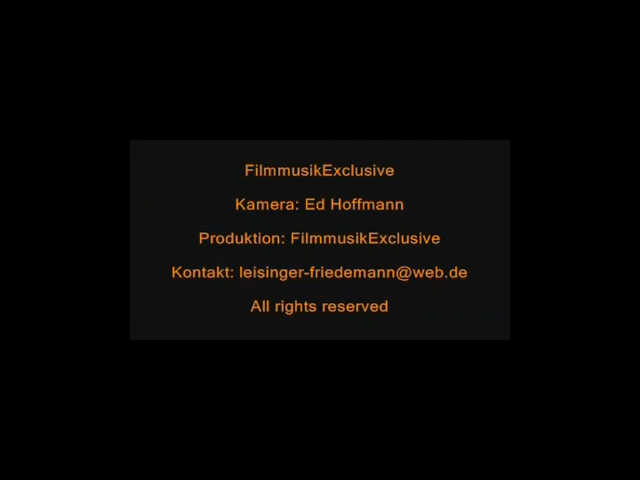 FilmmusikExclusive
Kamera: Ed Hoffmann
Produktion: FilmmusikExclusive
Kontakt: leisinger-friedemann@web.de
All rights reserved